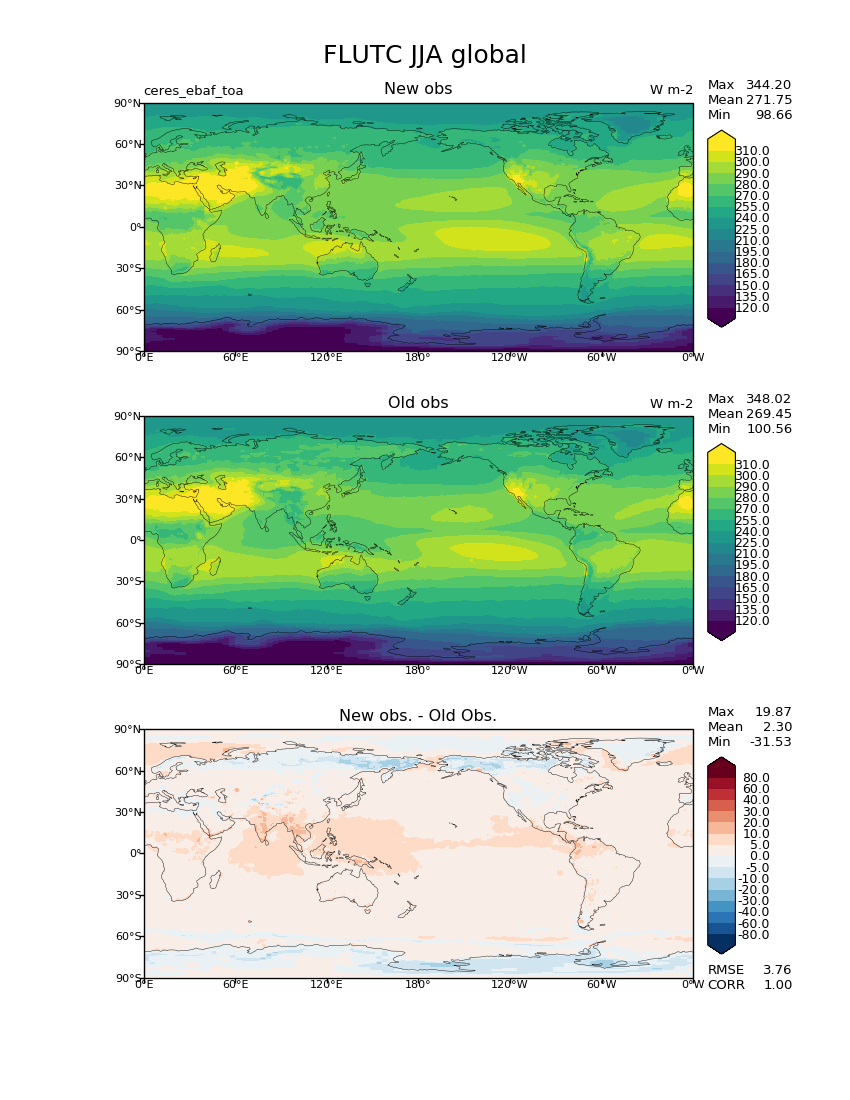 FLUTC JJA global
ceres_ebaf_toa New obs W m-2
Max 344.20
Mean 271.75
Min 98.66
90°N
60°N
30°N
0°
30°S
60°S
90°S
0°E 60°E 120°E 180° 120°W 60°W 0°W
310.0
300.0
290.0
280.0
270.0
255.0
240.0
225.0
210.0
195.0
180.0
165.0
150.0
135.0
120.0
Old obs W m-2
Max 348.02
Mean 269.45
Min 100.56
90°N
60°N
30°N
0°
30°S
60°S
90°S
0°E 60°E 120°E 180° 120°W 60°W 0°W
310.0
300.0
290.0
280.0
270.0
255.0
240.0
225.0
210.0
195.0
180.0
165.0
150.0
135.0
120.0
New obs. - Old Obs.
Max 19.87
Mean 2.30
Min -31.53
90°N
60°N
30°N
0°
30°S
60°S
90°S
0°E 60°E 120°E 180° 120°W 60°W 0°W
80.0
60.0
40.0
30.0
20.0
10.0
5.0
0.0
-5.0
-10.0
-20.0
-30.0
-40.0
-60.0
-80.0
RMSE 3.76
CORR 1.00